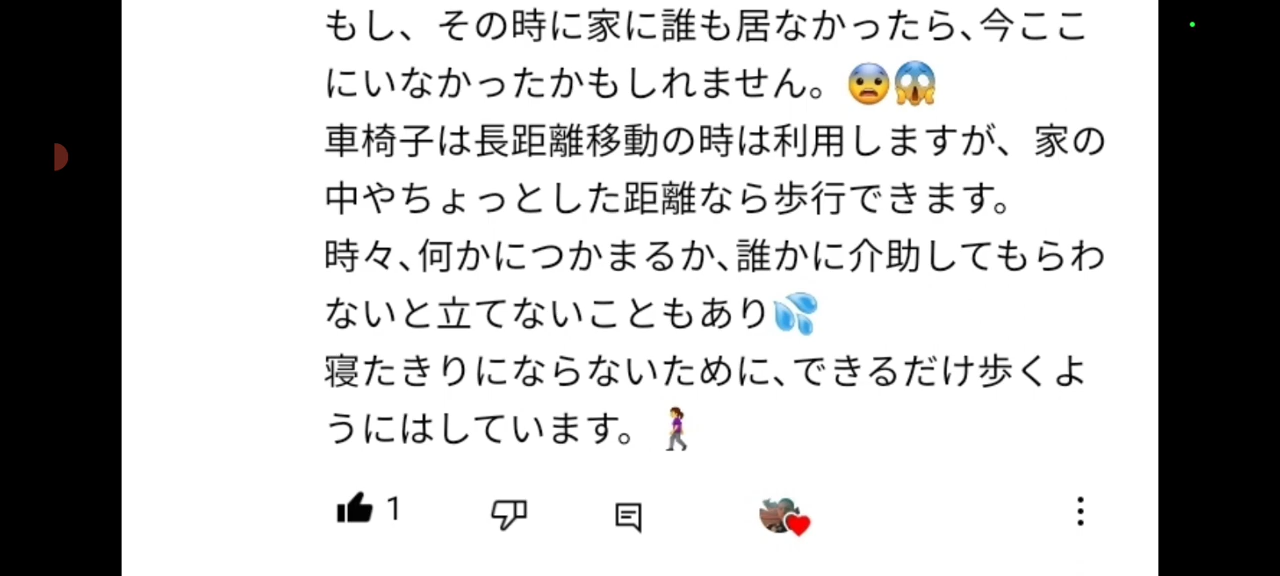 もし、その時に家に誰も居なかったら､今ここ
にいなかったかもしれません。😨😱
車椅子は長距離移動の時は利用しますが、家の
中やちょっとした距離なら歩行できます｡
時々､何かにつかまるか､誰かに介助してもらわ
ないと立てないこともあり💦
寝たきりにならないために､できるだけ歩くよ
うにはしています。🚶‍♀️
1